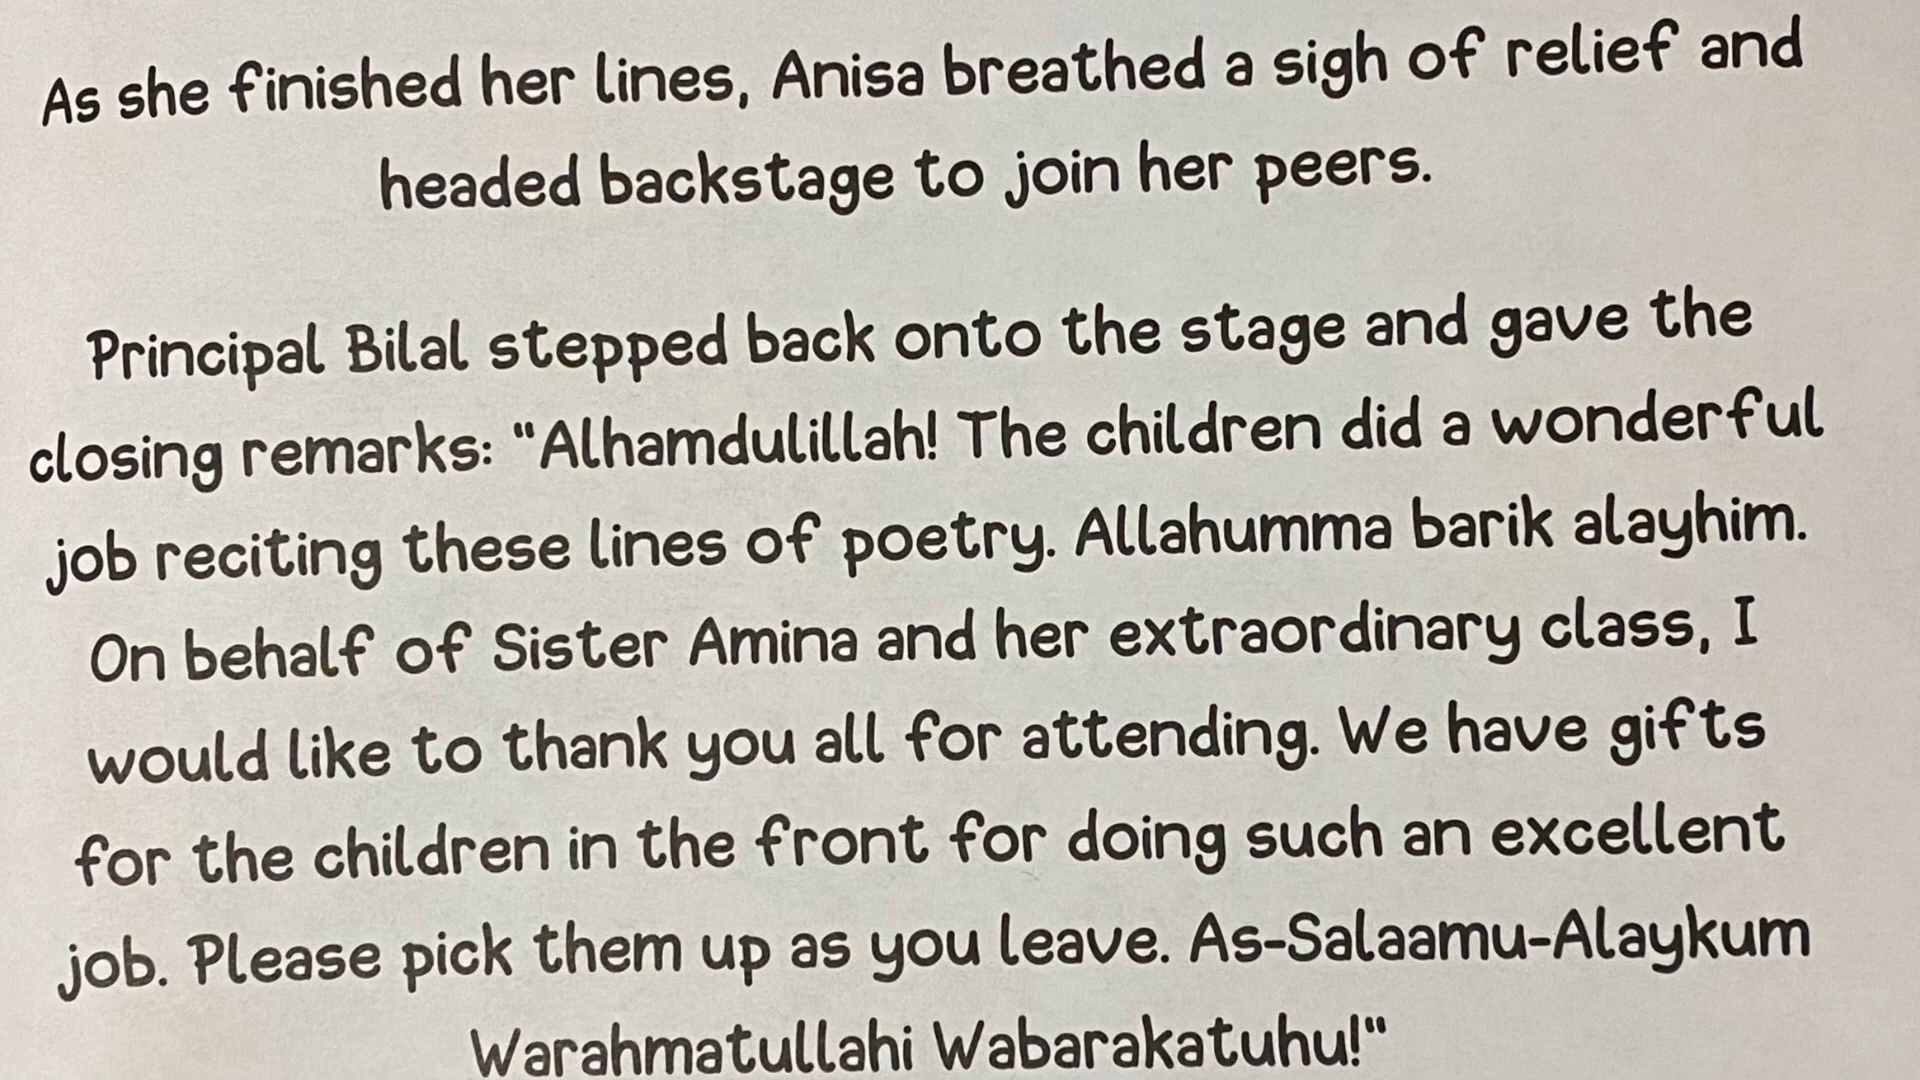 As she finished her lines, Anisa breathed a sigh of relief and
headed backstage to join her peers.
Principal Bilal stepped back onto the stage and gave the
closing remarks: "Alhamdulillah! The children did a wonderful
job reciting these lines of poetry. Allahumma barik alayhim.
On behalf of Sister Amina and her extraordinary class, I
would like to thank you all for attending. We have gifts
for the children in the front for doing such an excellent
job. Please pick them up as you leave. As-Salaamu-Alaykum
Warahmatullahi Wabarakatuhu!"